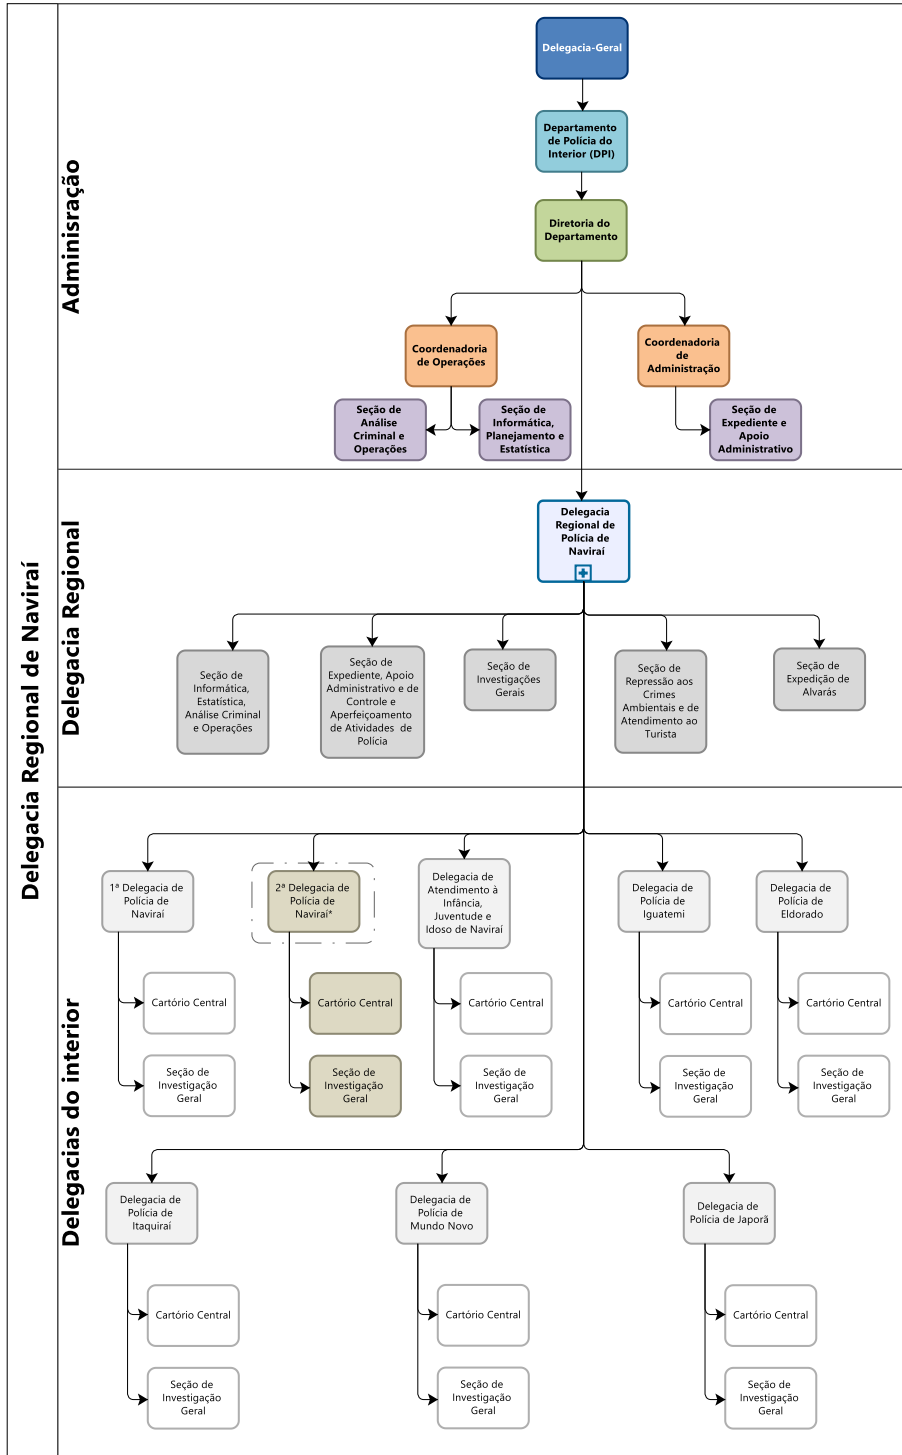 Delegacia Regional de Naviraí
Adminisração
Delegacia-Geral
Departamento
de Polícia do
Interior (DPI)
Diretoria do
Departamento
Coordenadoria
de Operações
Coordenadoria
de
Administração
Seção de
Análise
Criminal e
Operações
Seção de
Informática,
Planejamento e
Estatística
Seção de
Expediente e
Apoio
Administrativo
Delegacia Regional
Delegacia
Regional de
Polícia de
Naviraí
Seção de
Informática,
Estatística,
Análise Criminal
e Operações
Seção de
Expediente, Apoio
Administrativo e de
Controle e
Aperfeiçoamento
de Atividades  de
Polícia
Seção de
Investigações
Gerais
Seção de
Repressão aos
Crimes
Ambientais e de
Atendimento ao
Turista
Seção de
Expedição de
Alvarás
Delegacias do interior
1ª Delegacia de
Polícia de
Naviraí
2ª Delegacia de
Polícia de
Naviraí*
Delegacia de
Atendimento à
Infância,
Juventude e
Idoso de Naviraí
Delegacia de
Polícia de
Iguatemi
Delegacia de
Polícia de
Eldorado
Cartório Central
Cartório Central
Cartório Central
Cartório Central
Cartório Central
Seção de
Investigação
Geral
Seção de
Investigação
Geral
Seção de
Investigação
Geral
Seção de
Investigação
Geral
Seção de
Investigação
Geral
Delegacia de
Polícia de
Itaquiraí
Delegacia de
Polícia de
Mundo Novo
Delegacia de
Polícia de Japorã
Cartório Central
Cartório Central
Cartório Central
Seção de
Investigação
Geral
Seção de
Investigação
Geral
Seção de
Investigação
Geral